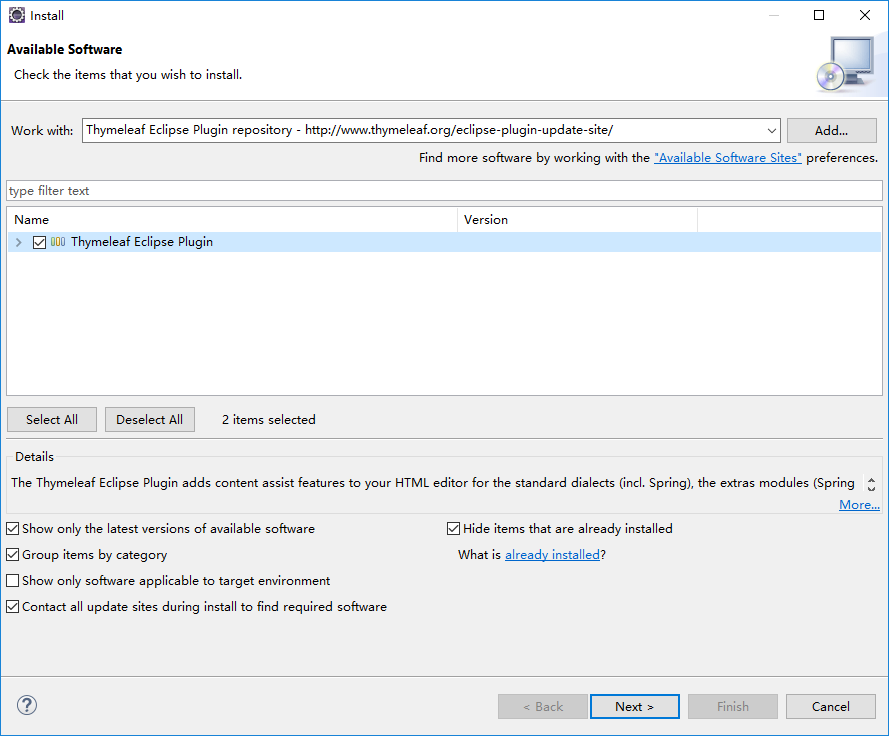 Install
Available Software
Check the items that you wish to install.
Work with: Thymeleaf Eclipse Plugin repository - http://www.thymeleaf.org/eclipse-plugin-update-site/ Add...
Find more software by working with the "Available Software Sites" preferences.
type filter text
Name Version
Thymeleaf Eclipse Plugin
Select All Deselect All 2 items selected
Details
The Thymeleaf Eclipse Plugin adds content assist features to your HTML editor for the standard dialects (incl. Spring), the extras modules (Spring
More...
Show only the latest versions of available software Hide items that are already installed
Group items by category What is already installed?
Show only software applicable to target environment
Contact all update sites during install to find required software
? < Back Next > Finish Cancel